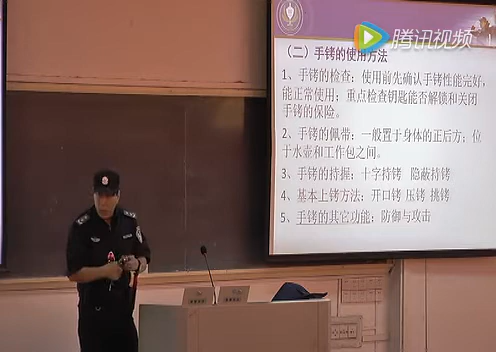 腾讯视频
（二）手铐的使用方法
1、手铐的检查：使用前先确认手铐性能完好，
能正常使用；重点检查钥匙能否解锁和关闭
手铐的保险。
2、手铐的佩带：一般置于身体的正后方；位
于水壶和工作包之间。
3、手铐的持握：十字持铐 隐蔽持铐
4、基本上铐方法：开口铐 压铐 挑铐
5、手铐的其它功能：防御与攻击